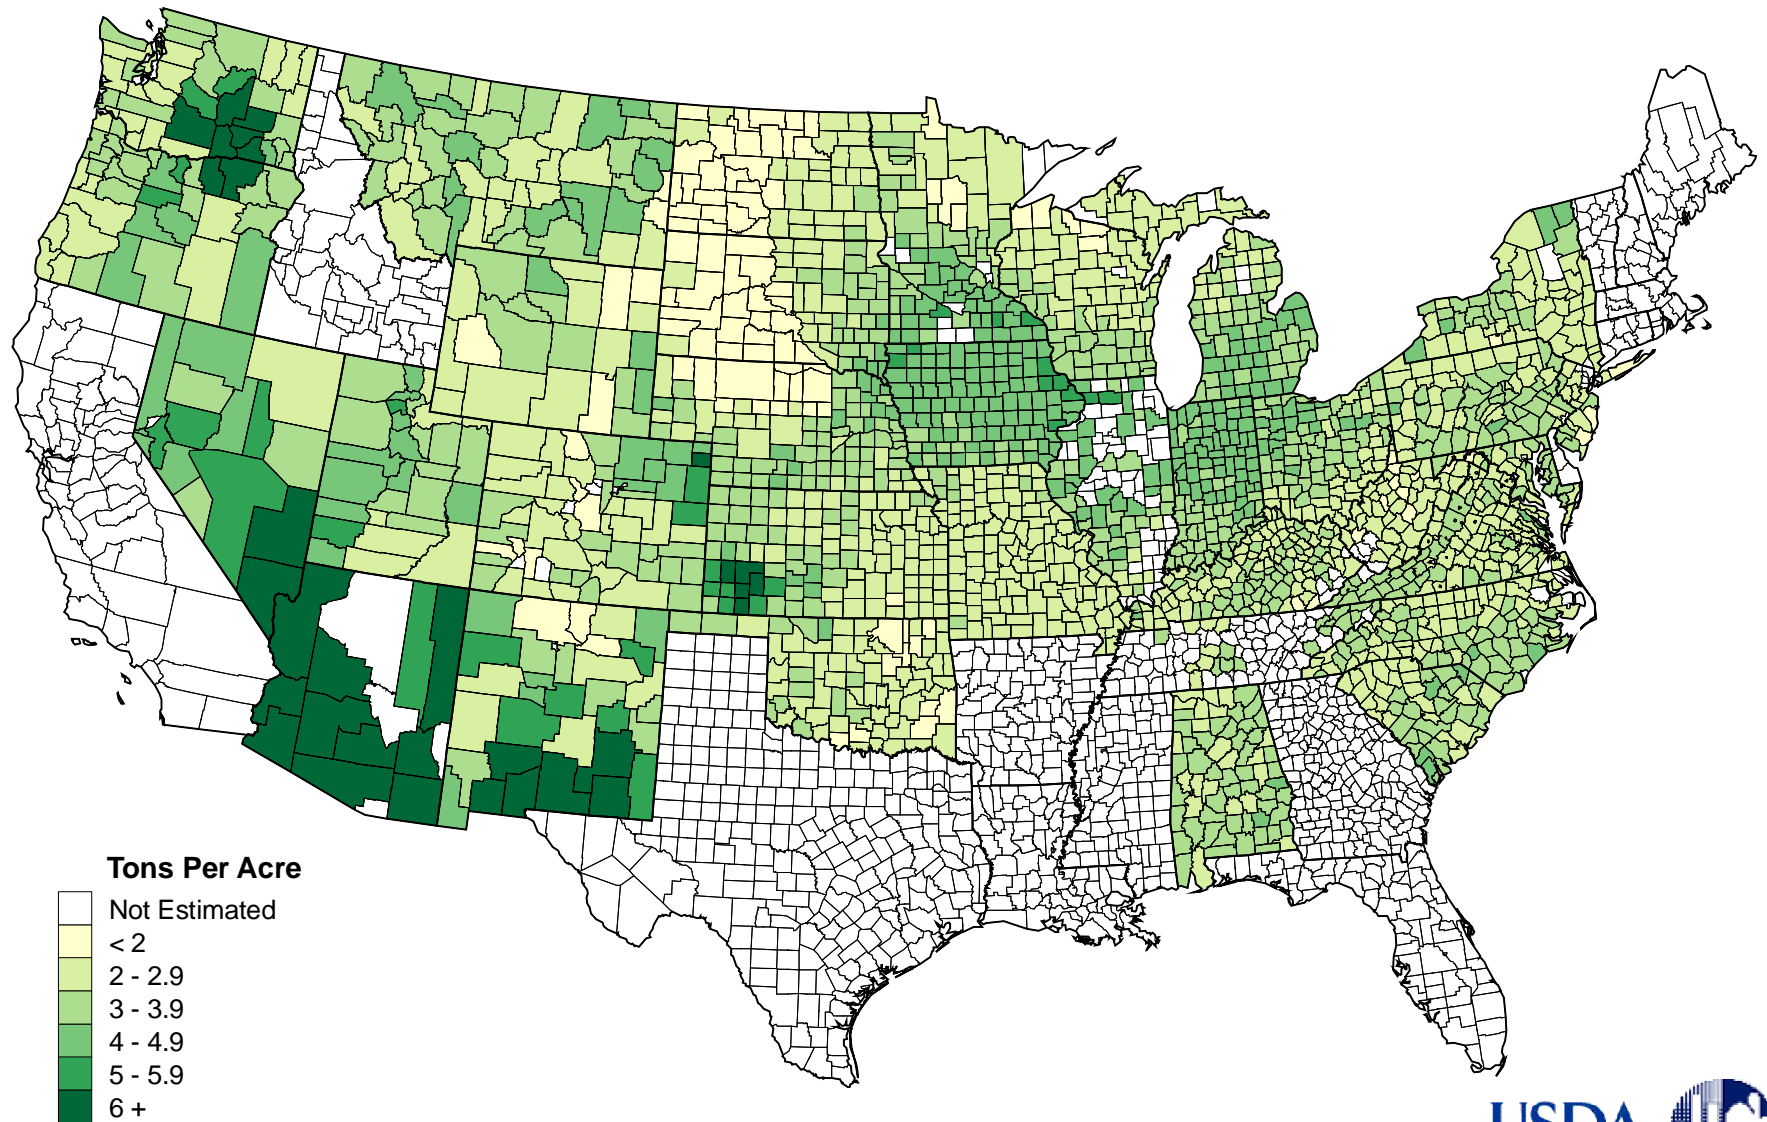 Tons Per Acre
Not Estimated
< 2
2 - 2.9
3 - 3.9
4 - 4.9
5 - 5.9
6 +
USDA